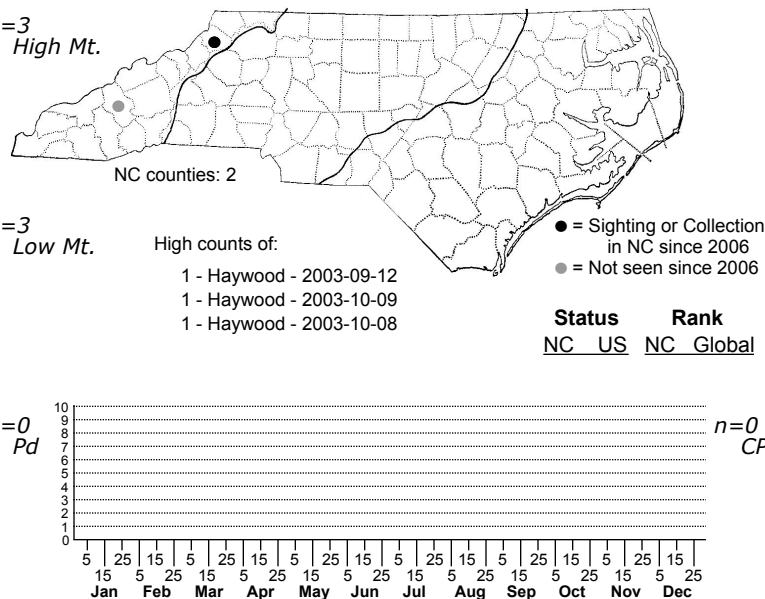 =3
High Mt.
NC counties: 2
=3
Low Mt.
High counts of:
1 - Haywood - 2003-09-12
1 - Haywood - 2003-10-09
1 - Haywood - 2003-10-08
● = Sighting or Collection
in NC since 2006
● = Not seen since 2006
Status Rank
NC US NC Global
=0
Pd
n=0
CP
10
9
8
7
6
5
4
3
2
1
0
5 25 15 5 25 15 5 25 15 5 25 15 5 25 15 5 25 15
15 5 25 15 5 25 15 5 25 15 5 25 15 5 25 15 5 25
Jan Feb Mar Apr May Jun Jul Aug Sep Oct Nov Dec